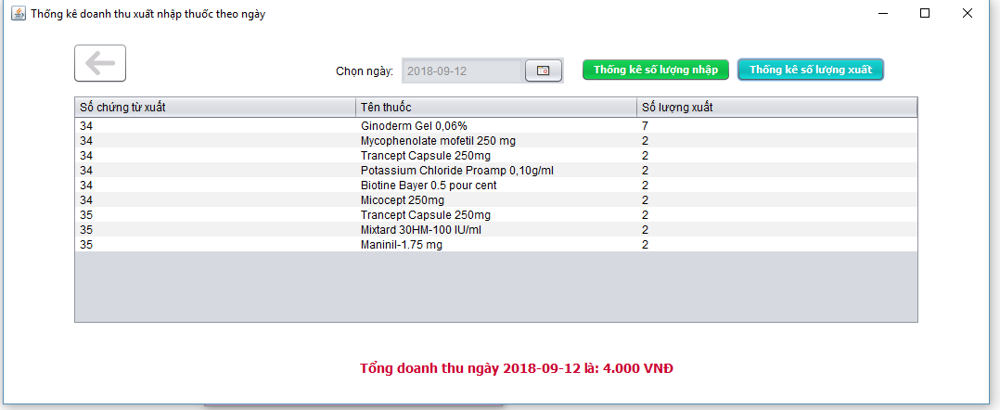 Thống kê doanh thu xuất nhập thuốc theo ngày
Chọn ngày: 2018-09-12 Thống kê số lượng nhập Thống kê số lượng xuất
Số chứng từ xuất Tên thuốc Số lượng xuất
34 Ginoderm Gel 0,06% 7
34 Mycophenolate mofetil 250 mg 2
34 Trancept Capsule 250mg 2
34 Potassium Chloride Proamp 0,10g/ml 2
34 Biotine Bayer 0.5 pour cent 2
34 Micocept 250mg 2
35 Trancept Capsule 250mg 2
35 Mixtard 30HM-100 IU/ml 2
35 Maninil-1.75 mg 2
Tổng doanh thu ngày 2018-09-12 là: 4.000 VNĐ